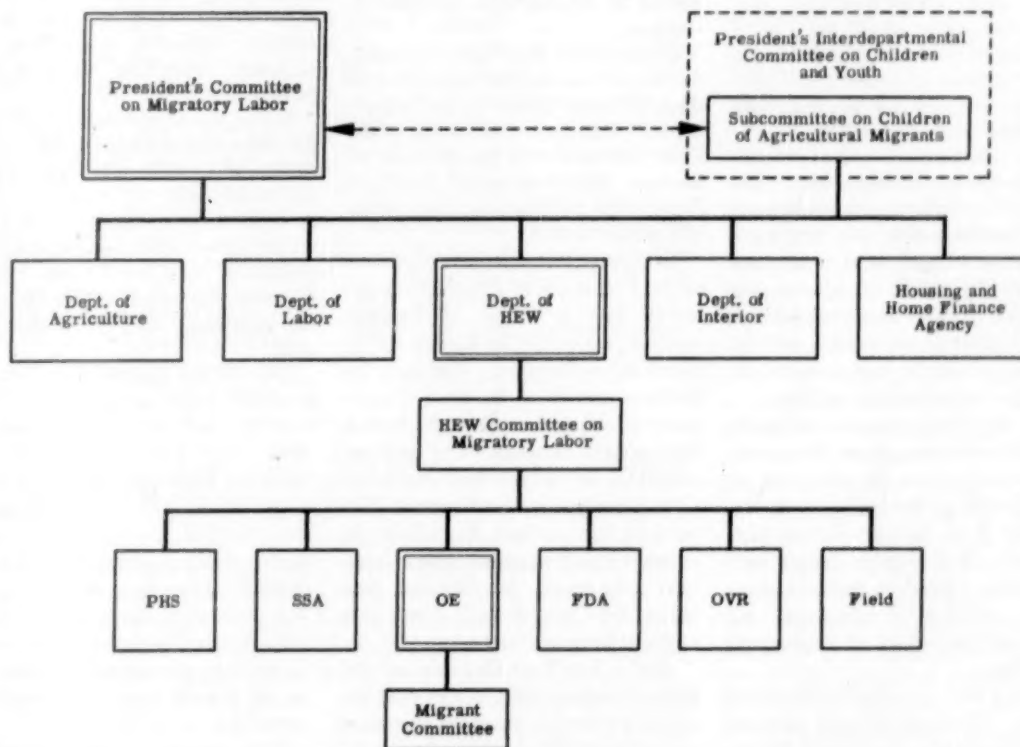 President's Committee
on Migratory Labor
President's Interdepartmental
Committee on Children
and Youth
Subcommittee on Children
of Agricultural Migrants
Dept. of
Agriculture
Dept. of
Labor
Dept. of
HEW
Dept. of
Interior
Housing and
Home Finance
Agency
HEW Committee on
Migratory Labor
PHS
SSA
OE
FDA
OVR
Field
Migrant
Committee